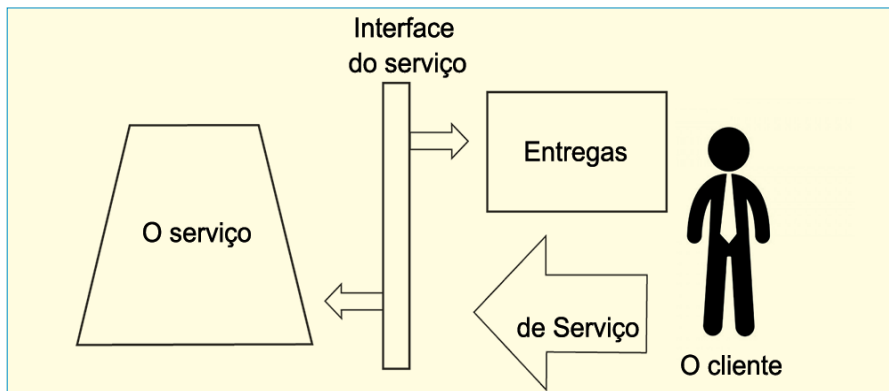 Interface
do serviço
Entregas
O serviço
de Serviço
O cliente